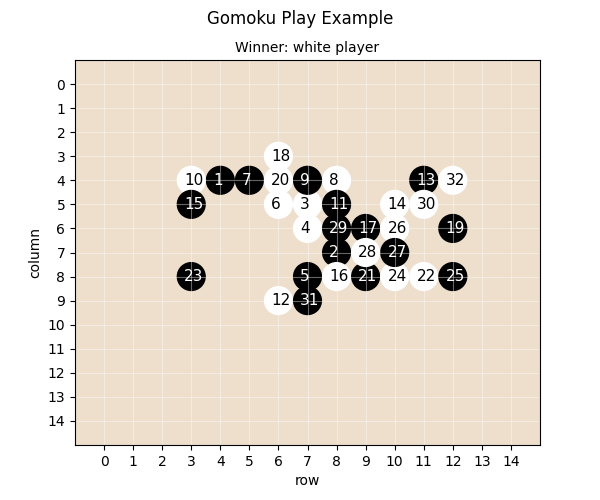 Gomoku Play Example
Winner: white player
0
1
2
3 18
4 10 1 7 20 9 8 13 32
5 15 6 3 11 14 30
6 4 29 17 26 19
7 2 28 27
8 23 5 16 21 24 22 25
9 12 31
10
11
12
13
14
column
0 1 2 3 4 5 6 7 8 9 10 11 12 13 14
row